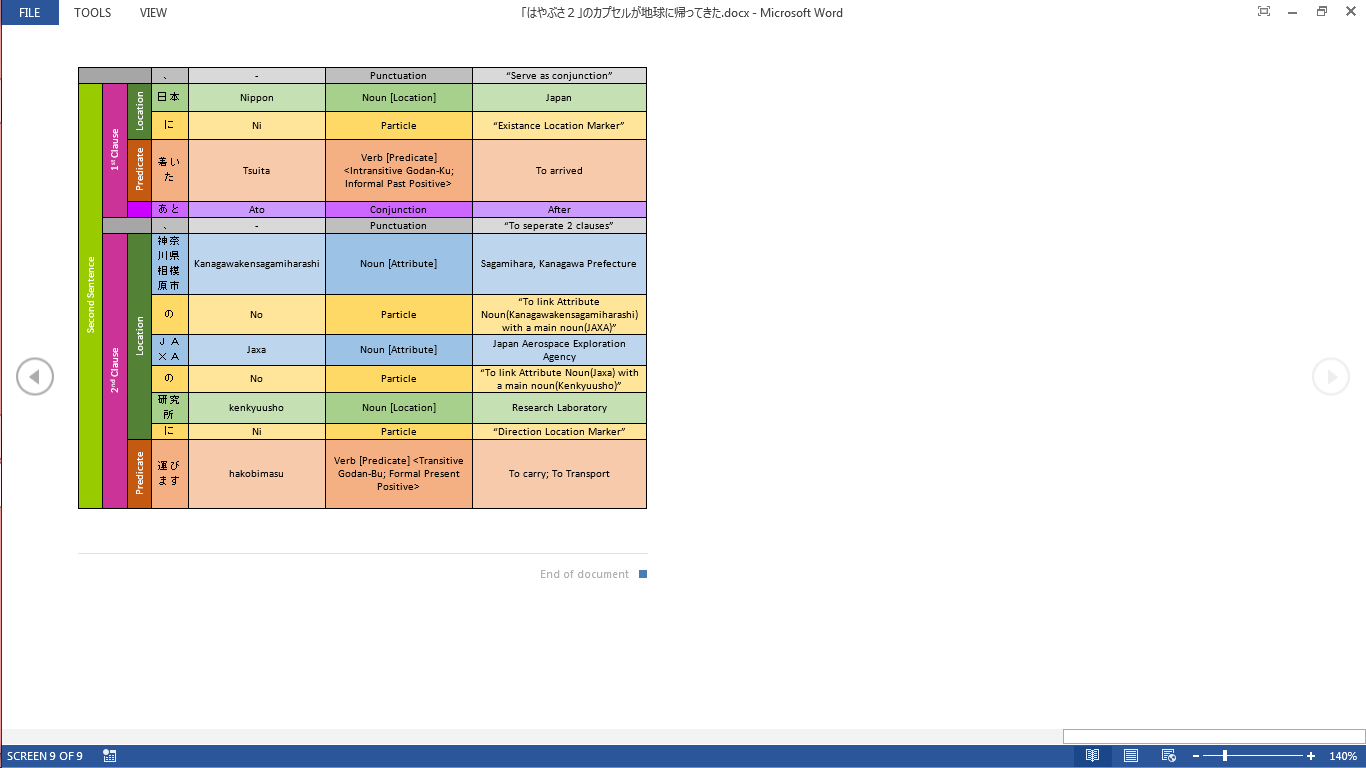 FILE TOOLS VIEW 「はやぶさ２」のカプセルが地球に帰ってきた.docx - Microsoft Word
、 - Punctuation “Serve as conjunction”
Second Sentence
1st Clause
Location
日本 Nippon Noun [Location] Japan
に Ni Particle “Existance Location Marker”
Predicate
着い
た
Tsuita
Verb [Predicate]
<Intransitive Godan-Ku;
Informal Past Positive>
To arrived
あと Ato Conjunction After
、 - Punctuation “To seperate 2 clauses”
2nd Clause
Location
神奈
川県
相模
原市
Kanagawakensagamiharashi Noun [Attribute] Sagamihara, Kanagawa Prefecture
の No Particle
“To link Attribute
Noun(Kanagawakensagamiharashi)
with a main noun(JAXA)”
ＪＡ
ＸＡ
Jaxa Noun [Attribute]
Japan Aerospace Exploration
Agency
の No Particle
“To link Attribute Noun(Jaxa) with
a main noun(Kenkyuusho)”
研究
所
kenkyuusho Noun [Location] Research Laboratory
に Ni Particle “Direction Location Marker”
Predicate
運び
ます
hakobimasu
Verb [Predicate] <Transitive
Godan-Bu; Formal Present
Positive>
To carry; To Transport
End of document
SCREEN 9 OF 9 140%